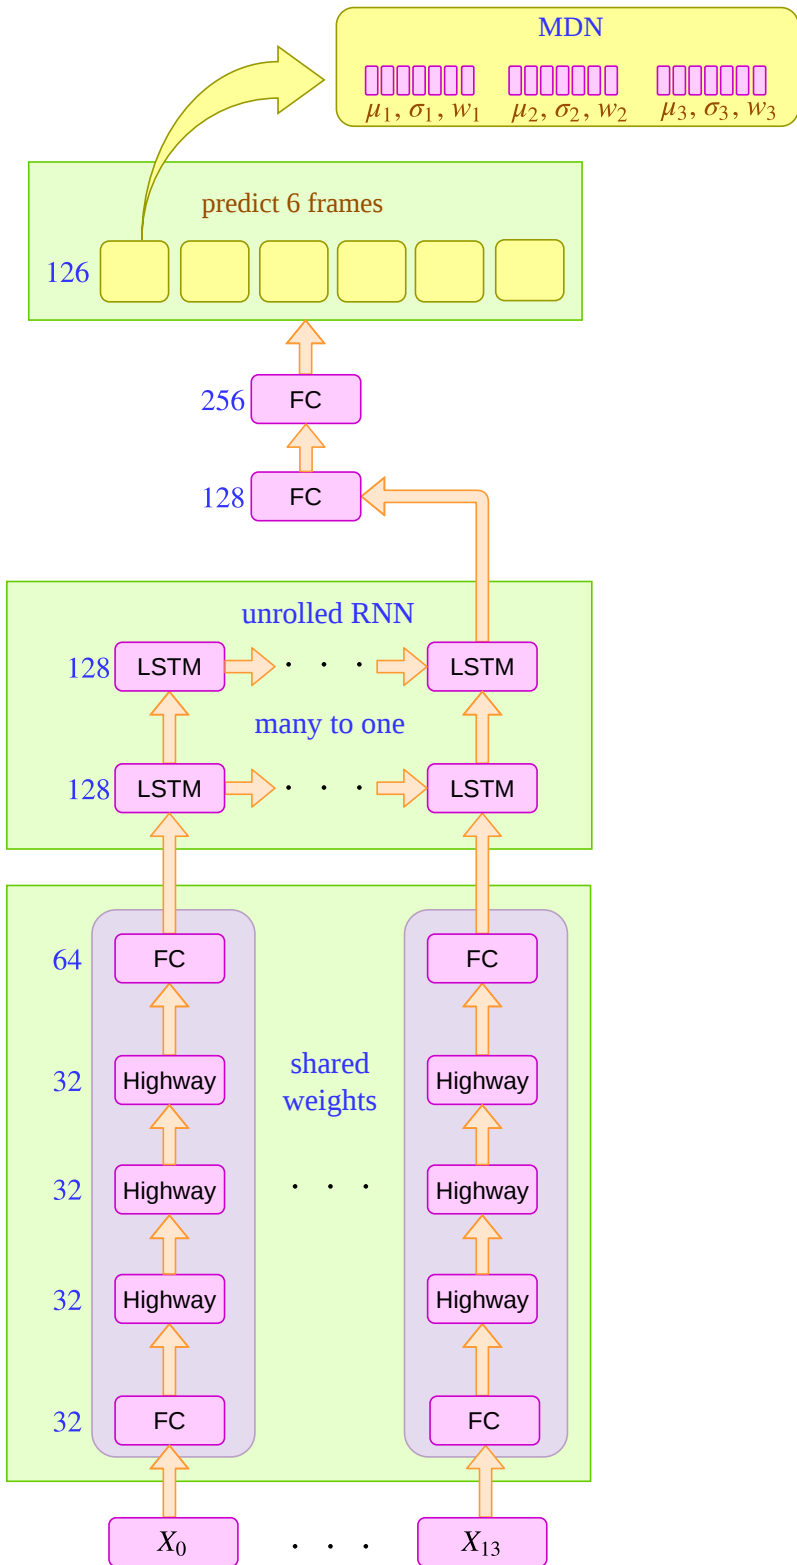 MDN
μ₁, σ₁, w₁ μ₂, σ₂, w₂ μ₃, σ₃, w₃
predict 6 frames
126
256 FC
128 FC
unrolled RNN
128 LSTM · · · LSTM
many to one
128 LSTM · · · LSTM
64 FC FC
shared
32 Highway Highway
weights
32 Highway · · · Highway
32 Highway Highway
32 FC FC
X₀ · · · X₁₃